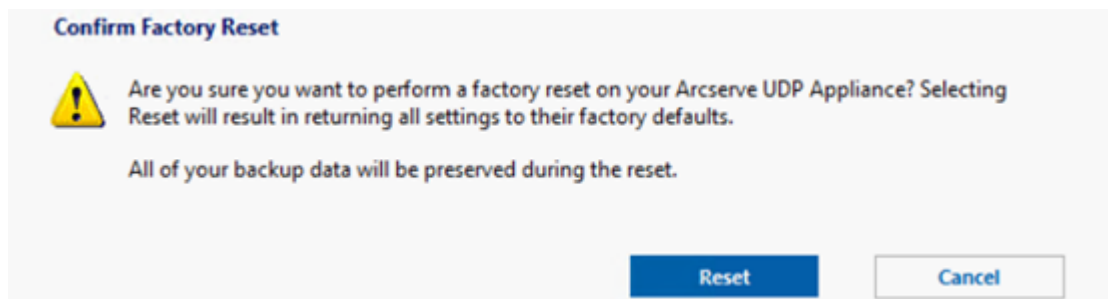 Confirm Factory Reset
Are you sure you want to perform a factory reset on your Arcserve UDP Appliance? Selecting
Reset will result in returning all settings to their factory defaults.
All of your backup data will be preserved during the reset.
Reset
Cancel